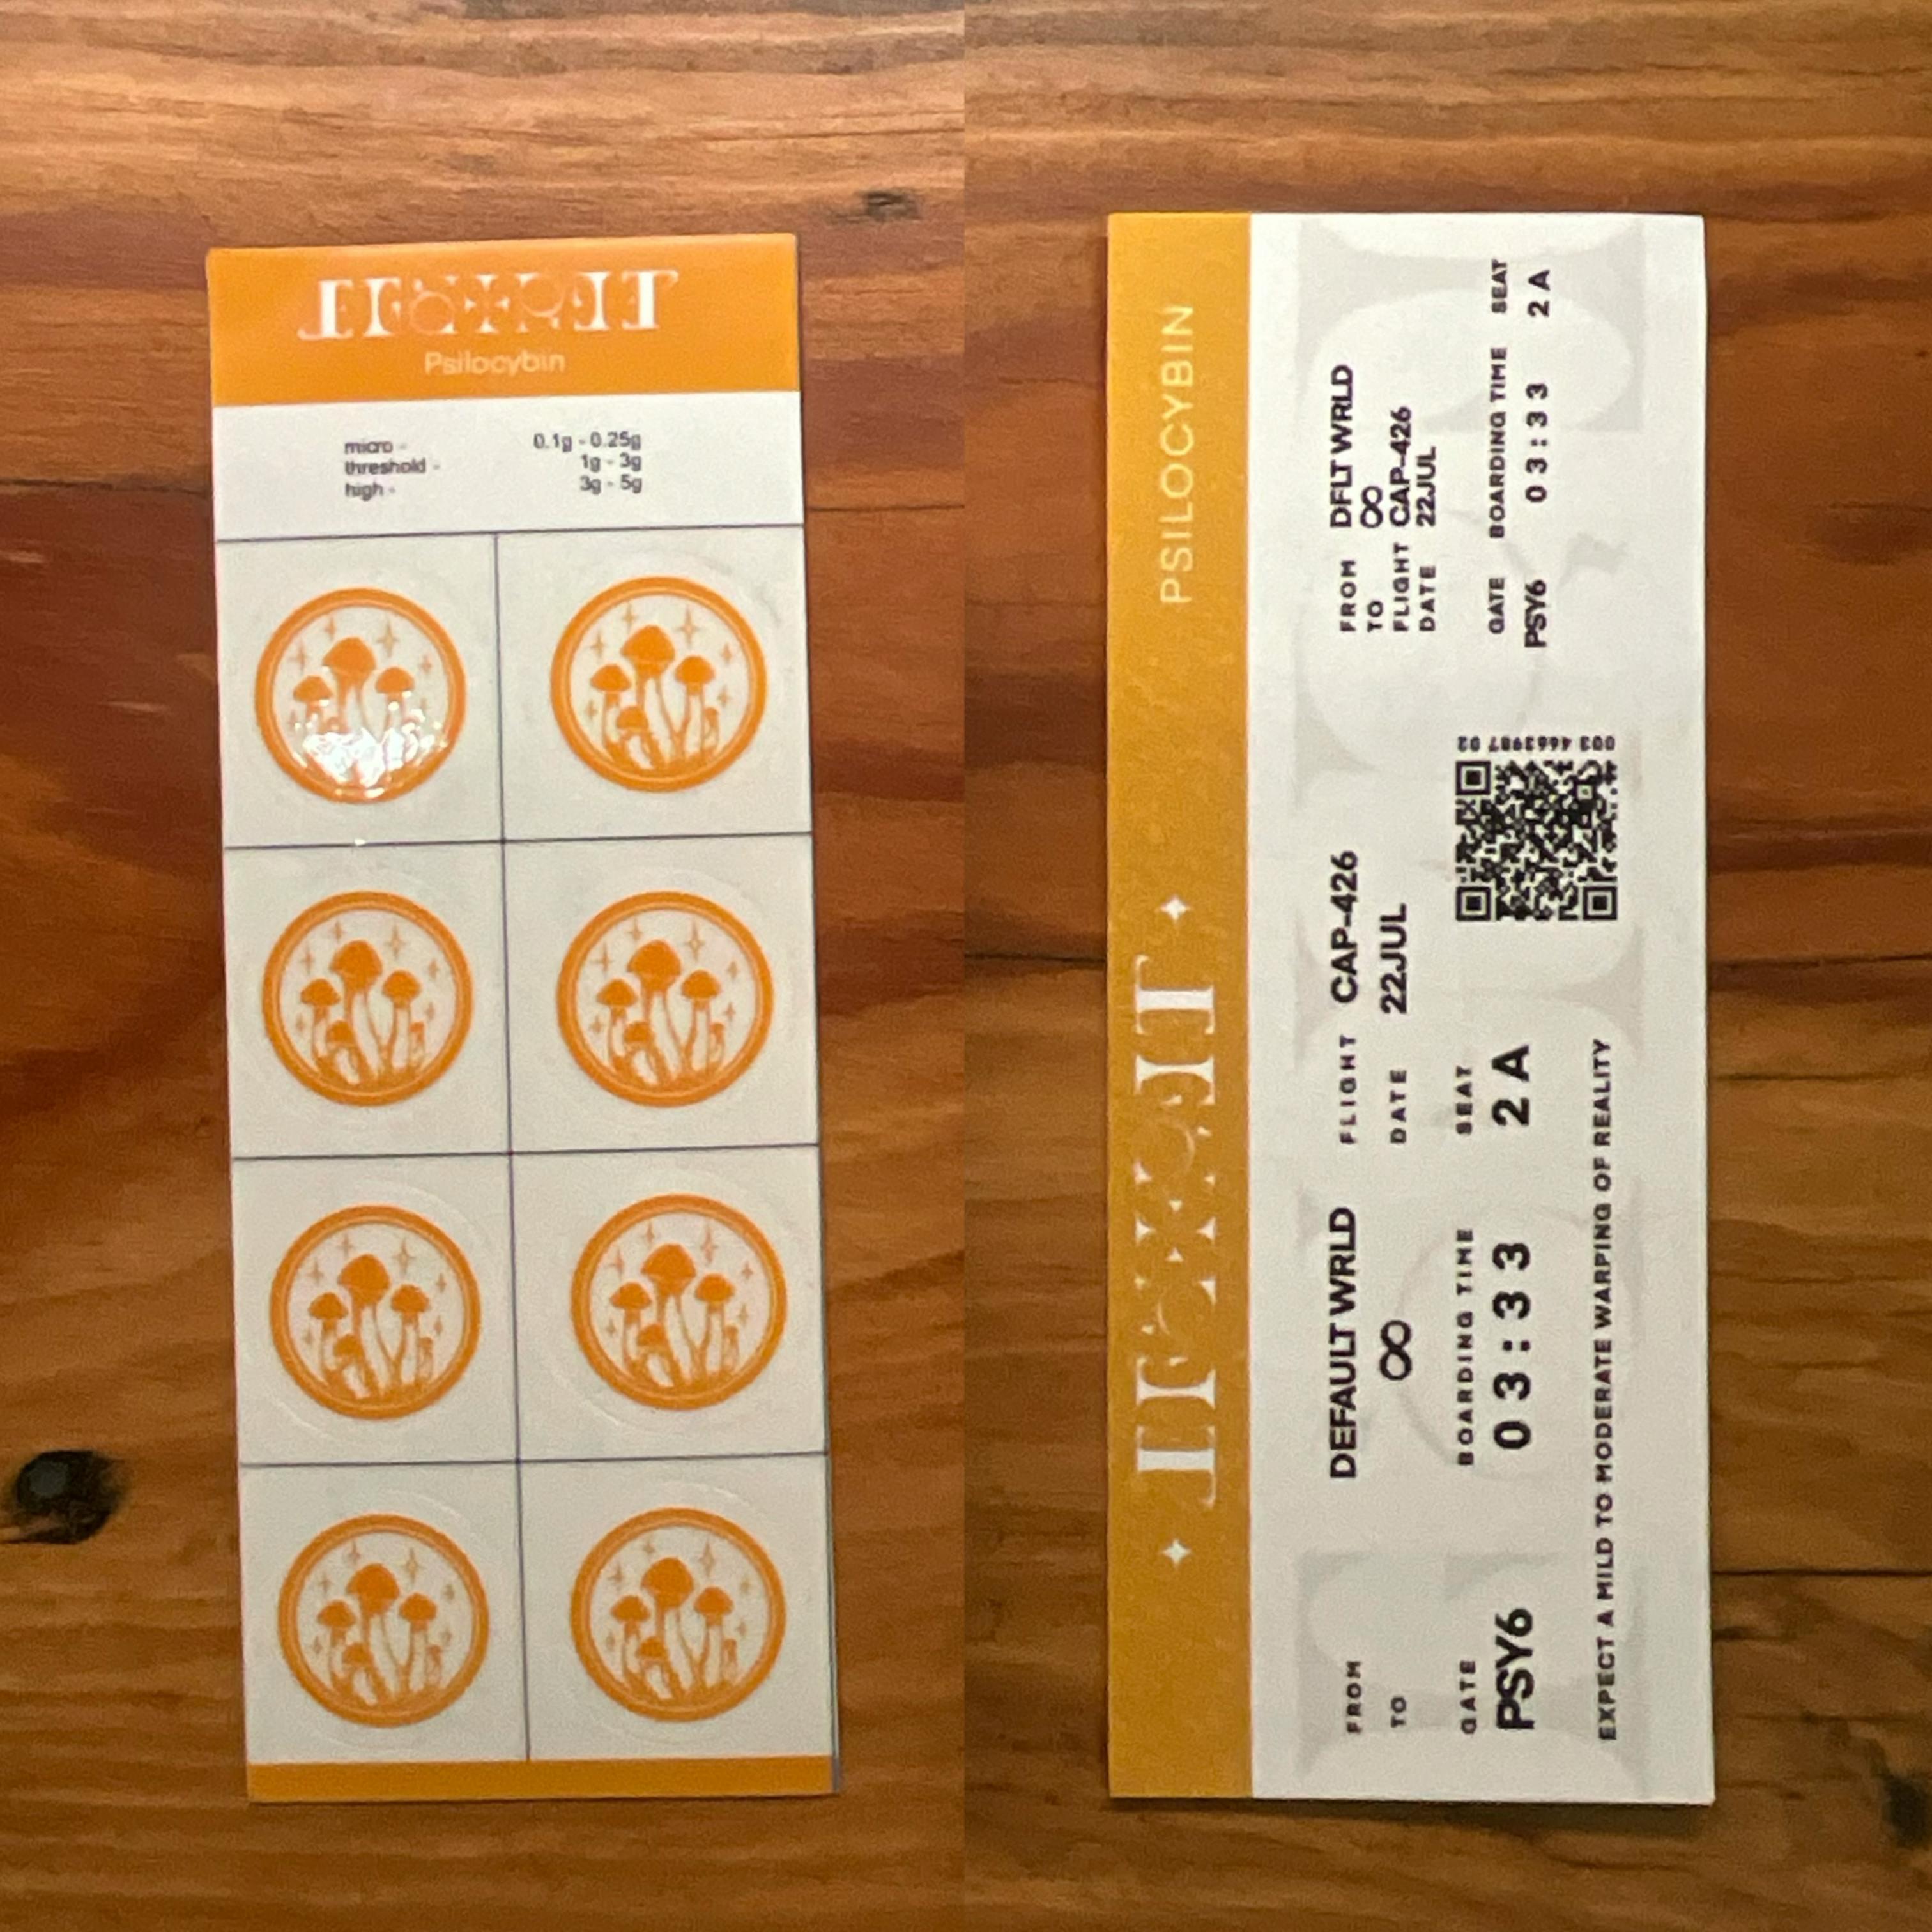 Psilocybin
micro - 0.1g - 0.25g
threshold - 1g - 3g
high - 3g - 5g
PSILOCYBIN
FROM DEFAULT WRLD FLIGHT CAP-426
TO ∞ DATE 22JUL
GATE BOARDING TIME SEAT
PSY6 03:33 2A
EXPECT A MILD TO MODERATE WARPING OF REALITY
003 4663987 02
FROM DFLT WRLD
TO ∞
FLIGHT CAP-426
DATE 22JUL
GATE BOARDING TIME SEAT
PSY6 03:33 2A